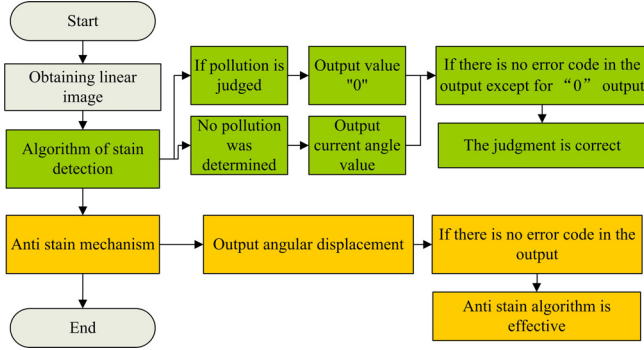 Start
Obtaining linear
image
Algorithm of stain
detection
If pollution is
judged
Output value
"0"
If there is no error code in the
output except for “0” output
No pollution
was
determined
Output
current angle
value
The judgment is correct
Anti stain mechanism
Output angular displacement
If there is no error code in the
output
Anti stain algorithm is
effective
End